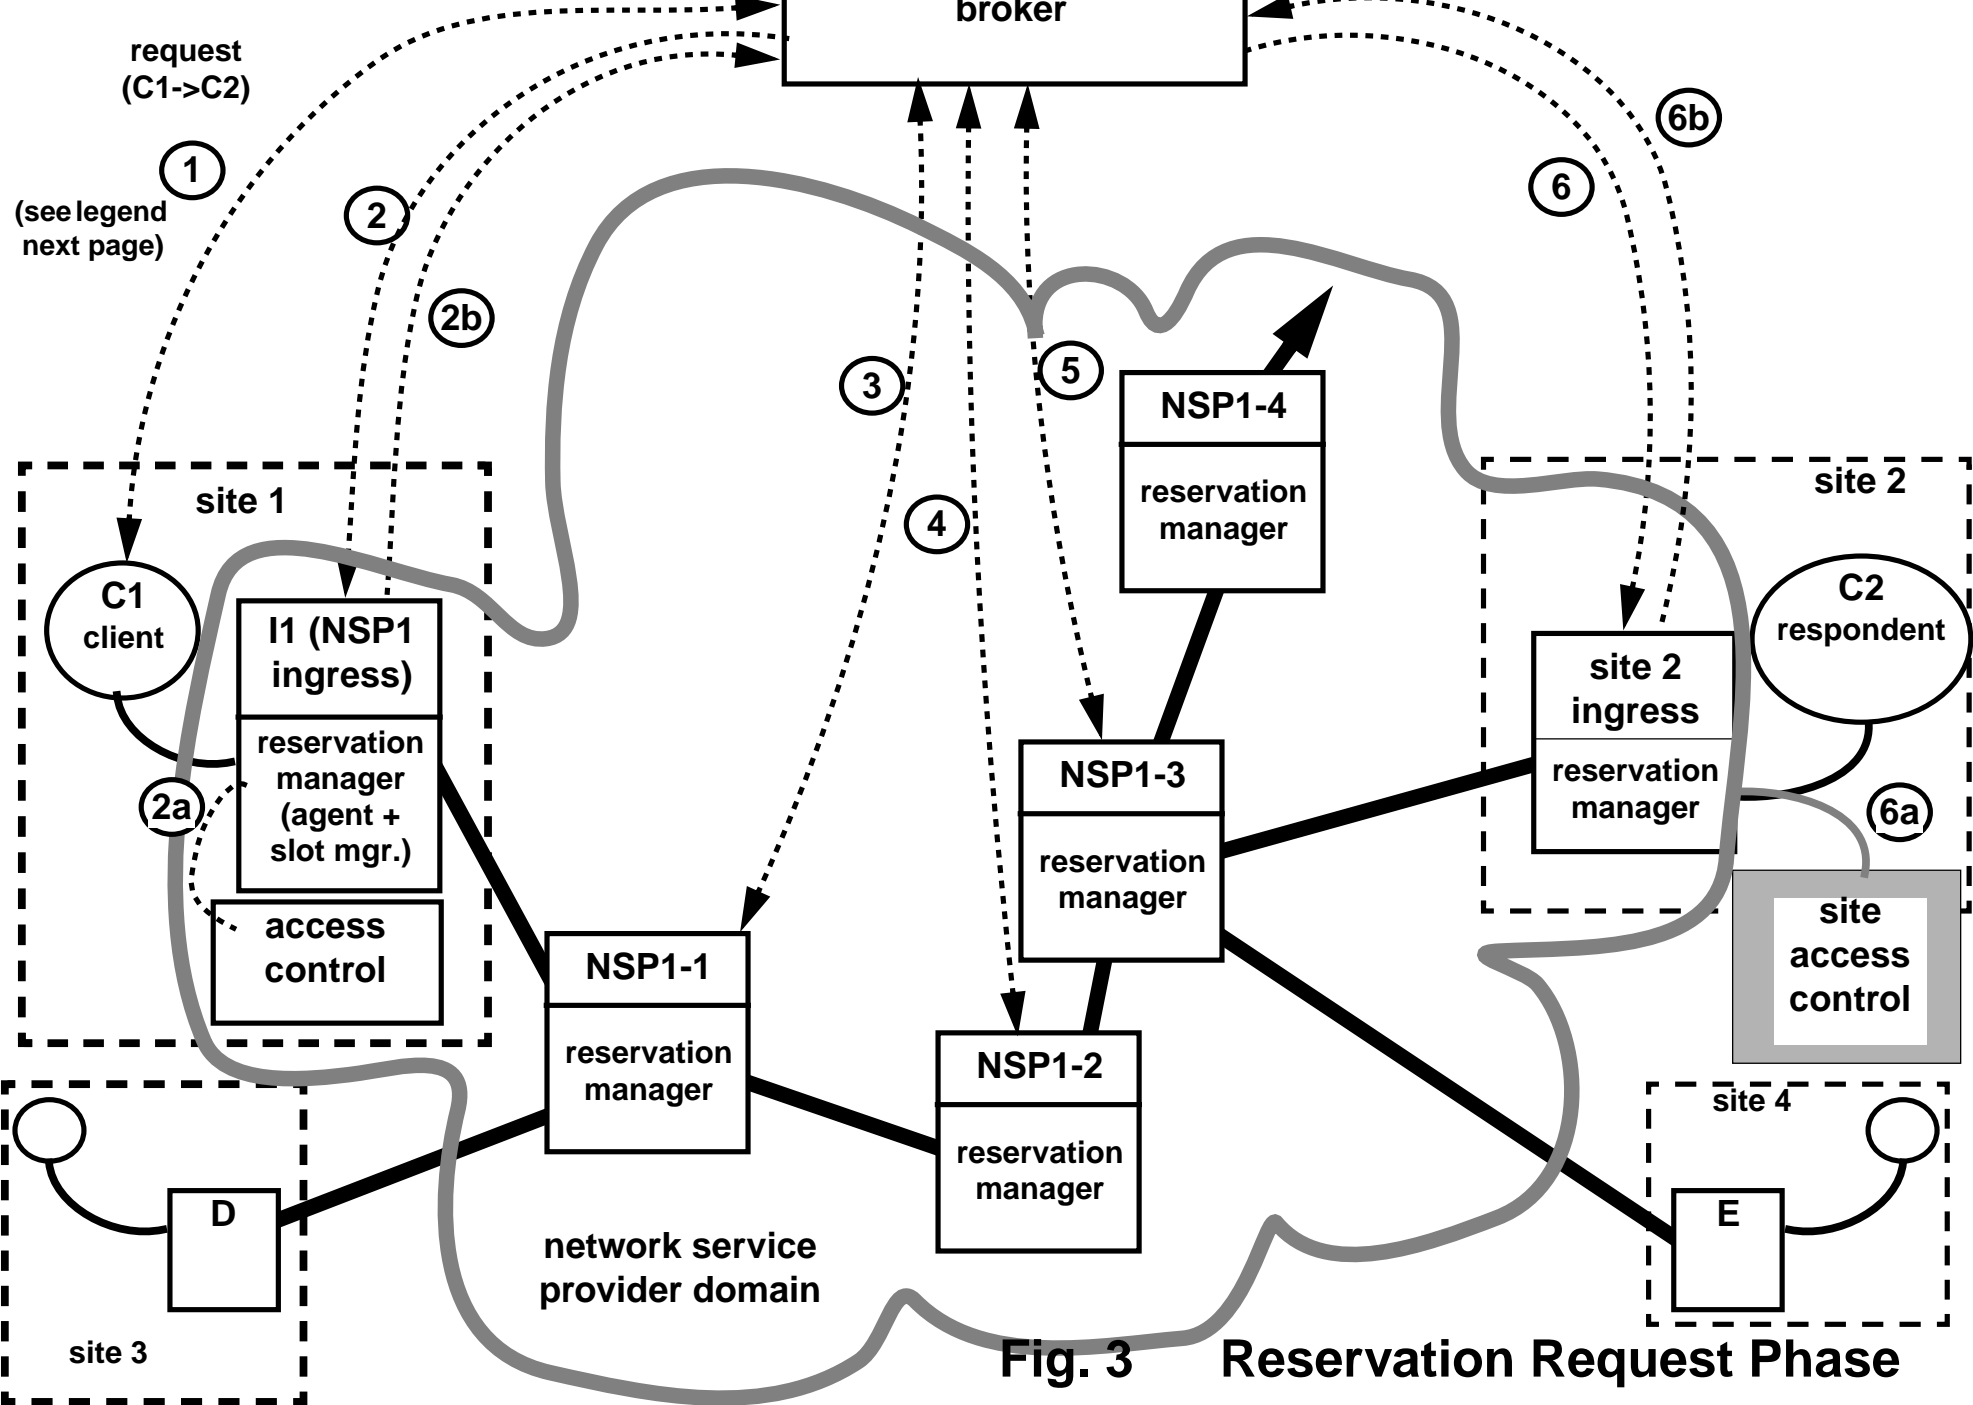 broker
request
(C1->C2)
1
(see legend
next page)
2
2b
3
4
5
6
6b
NSP1-4
reservation
manager
site 1
C1
client
I1 (NSP1
ingress)
reservation
manager
(agent +
slot mgr.)
2a
access
control
site 2
C2
respondent
site 2
ingress
reservation
manager
6a
site
access
control
NSP1-3
reservation
manager
NSP1-1
reservation
manager
NSP1-2
reservation
manager
site 4
E
D
site 3
network service
provider domain
Fig. 3 Reservation Request Phase